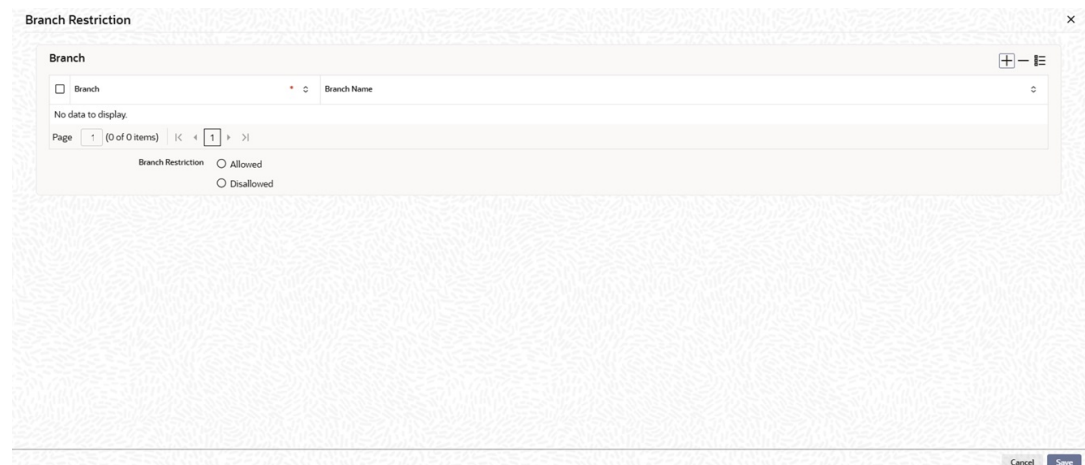 Branch Restriction
Branch
Branch * Branch Name
No data to display.
Page 1 (0 of 0 items) 1
Branch Restriction Allowed
Disallowed
Cancel Save